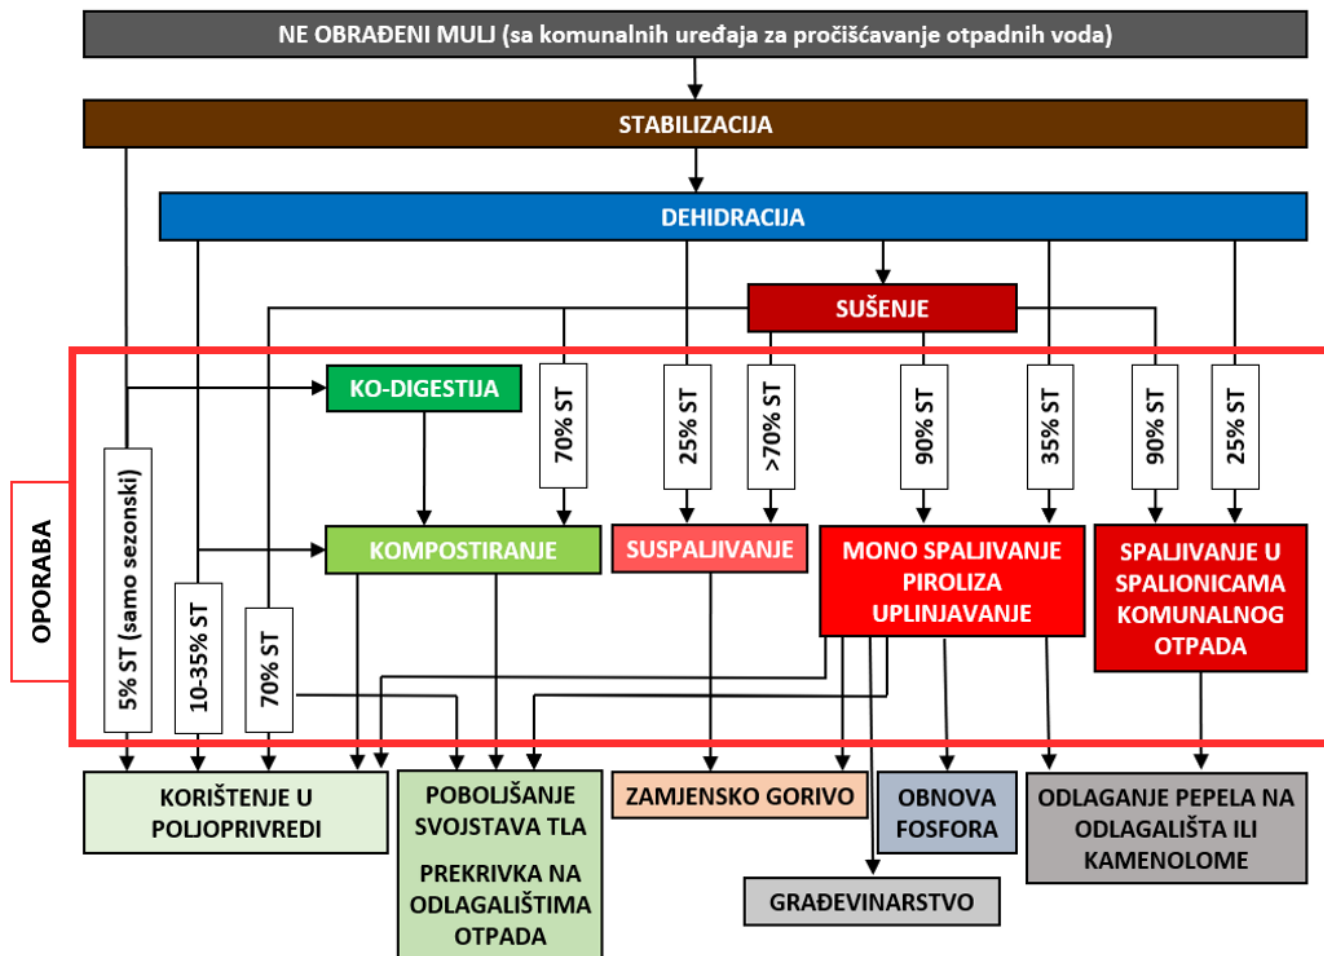 NE OBRAĐENI MULJ (sa komunalnih uređaja za pročišćavanje otpadnih voda)
STABILIZACIJA
DEHIDRACIJA
SUŠENJE
KO-DIGESTIJA
70% ST
25% ST
>70% ST
90% ST
35% ST
90% ST
25% ST
OPORABA
5% ST (samo sezonski)
10-35% ST
70% ST
KOMPOSTIRANJE
SUSPALJIVANJE
MONO SPALJIVANJE
PIROLIZA
UPLINJAVANJE
SPALJIVANJE U
SPALIONICAMA
KOMUNALNOG
OTPADA
KORIŠTENJE U
POLJOPRIVREDI
POBOLJŠANJE
SVOJSTAVA TLA
PREKRIVKA NA
ODLAGALIŠTIMA
OTPADA
ZAMJENSKO GORIVO
GRAĐEVINARSTVO
OBNOVA
FOSFORA
ODLAGANJE PEPELA NA
ODLAGALIŠTA ILI
KAMENOLOME